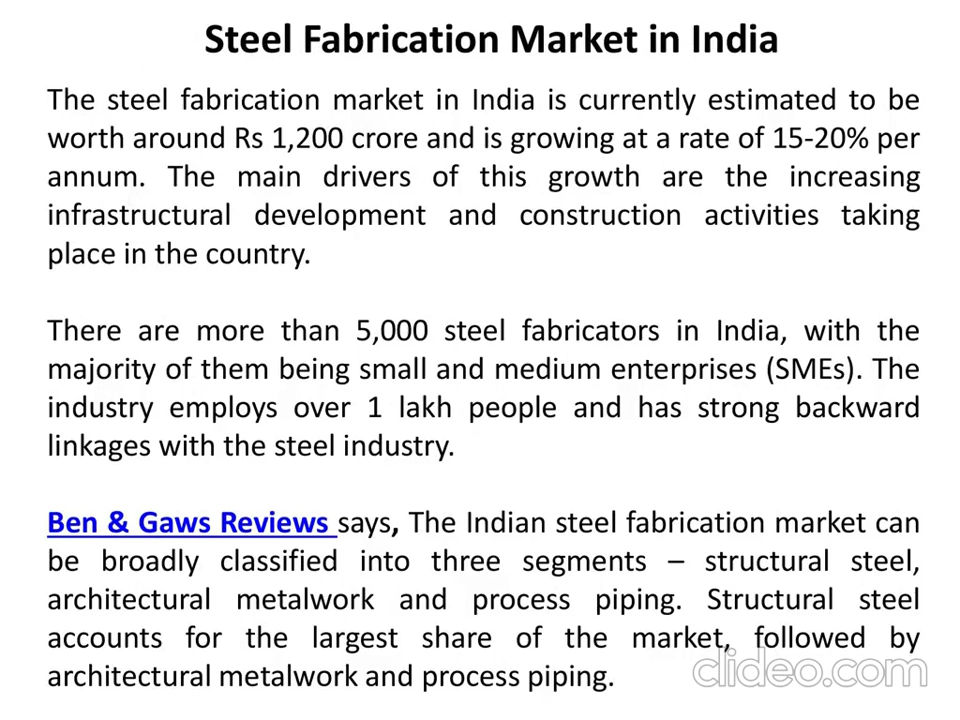 Steel Fabrication Market in India
The steel fabrication market in India is currently estimated to be
worth around Rs 1,200 crore and is growing at a rate of 15-20% per
annum. The main drivers of this growth are the increasing
infrastructural development and construction activities taking
place in the country.
There are more than 5,000 steel fabricators in India, with the
majority of them being small and medium enterprises (SMEs). The
industry employs over 1 lakh people and has strong backward
linkages with the steel industry.
Ben & Gaws Reviews says, The Indian steel fabrication market can
be broadly classified into three segments – structural steel,
architectural metalwork and process piping. Structural steel
accounts for the largest share of the market, followed by
architectural metalwork and process piping.
clideo.com